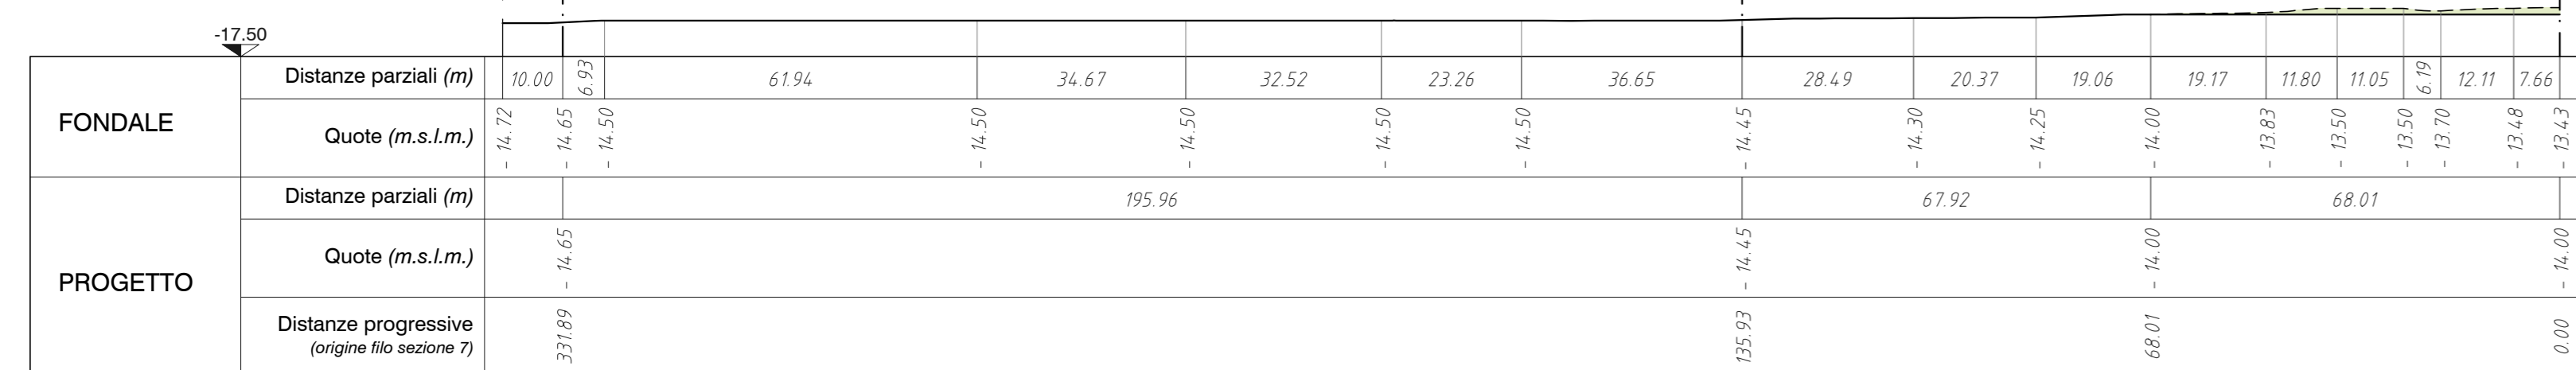 -17.50
FONDALE
Distanze parziali (m)
10.00 6.93 61.94 34.67 32.52 23.26 36.65 28.49 20.37 19.06 19.17 11.80 11.05 6.19 12.11 7.66
Quote (m.s.l.m.)
- 14.72 - 14.65 - 14.50 - 14.50 - 14.50 - 14.50 - 14.50 - 14.45 - 14.30 - 14.25 - 14.00 - 13.83 - 13.50 - 13.50 - 13.70 - 13.48 - 13.43
PROGETTO
Distanze parziali (m)
195.96 67.92 68.01
Quote (m.s.l.m.)
- 14.65 - 14.45 - 14.00 - 14.00
Distanze progressive
(origine filo sezione 7)
331.89 135.93 68.01 0.00